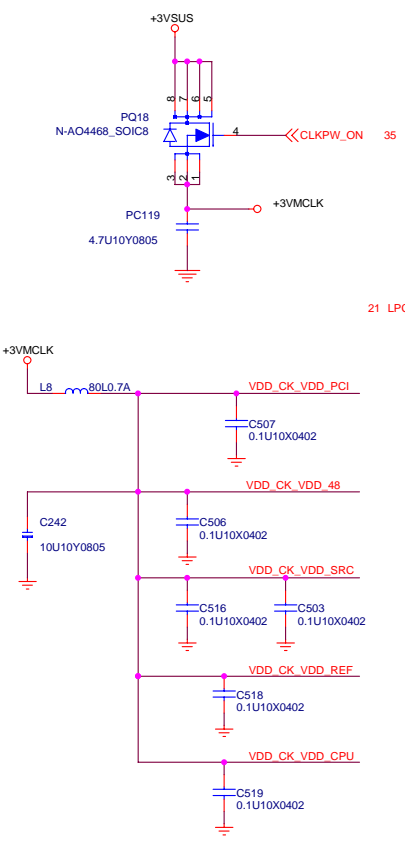 +3VSUS
8 7 6 5
PQ18
N-AO4468_SOIC8
4
CLKPW_ON 35
3 2 1
+3VMCLK
PC119
4.7U10Y0805
21 LPC
+3VMCLK
L8 80L0.7A
VDD_CK_VDD_PCI
C507
0.1U10X0402
VDD_CK_VDD_48
C242
10U10Y0805
C506
0.1U10X0402
VDD_CK_VDD_SRC
C516
0.1U10X0402
C503
0.1U10X0402
VDD_CK_VDD_REF
C518
0.1U10X0402
VDD_CK_VDD_CPU
C519
0.1U10X0402